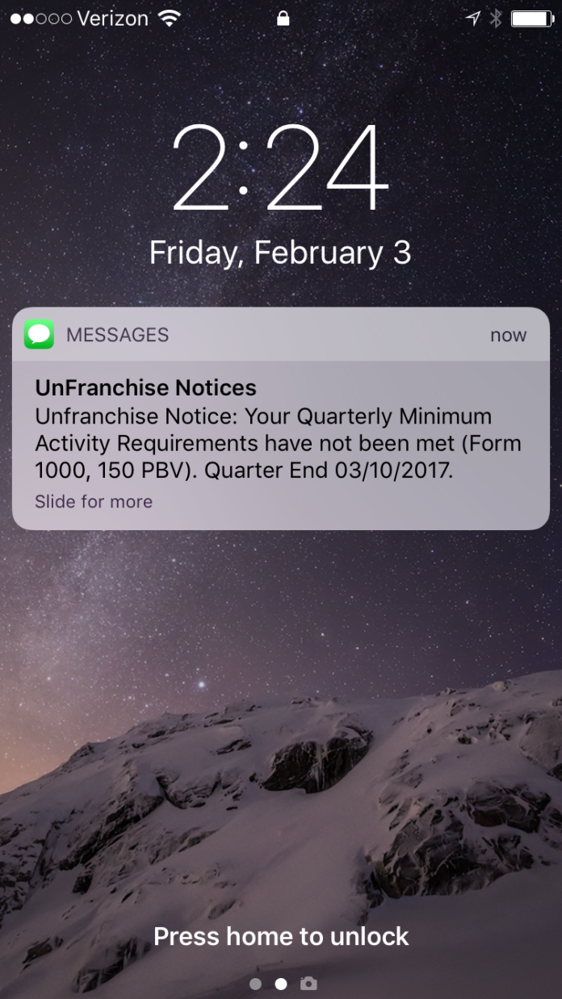 Verizon
2:24
Friday, February 3
MESSAGES now
UnFranchise Notices
Unfranchise Notice: Your Quarterly Minimum
Activity Requirements have not been met (Form
1000, 150 PBV). Quarter End 03/10/2017.
Slide for more
Press home to unlock